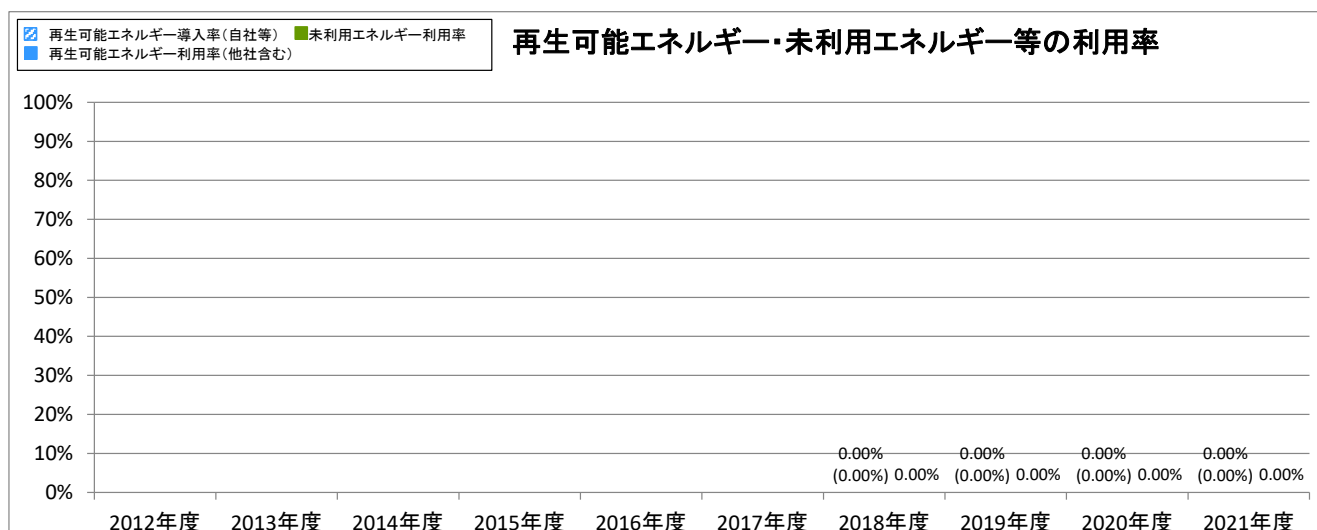 再生可能エネルギー導入率（自社等） 未利用エネルギー利用率
再生可能エネルギー利用率（他社含む）
再生可能エネルギー・未利用エネルギー等の利用率
100%
90%
80%
70%
60%
50%
40%
30%
20%
10%
0%
0.00% 0.00% 0.00% 0.00%
(0.00%) 0.00% (0.00%) 0.00% (0.00%) 0.00% (0.00%) 0.00%
2012年度 2013年度 2014年度 2015年度 2016年度 2017年度 2018年度 2019年度 2020年度 2021年度